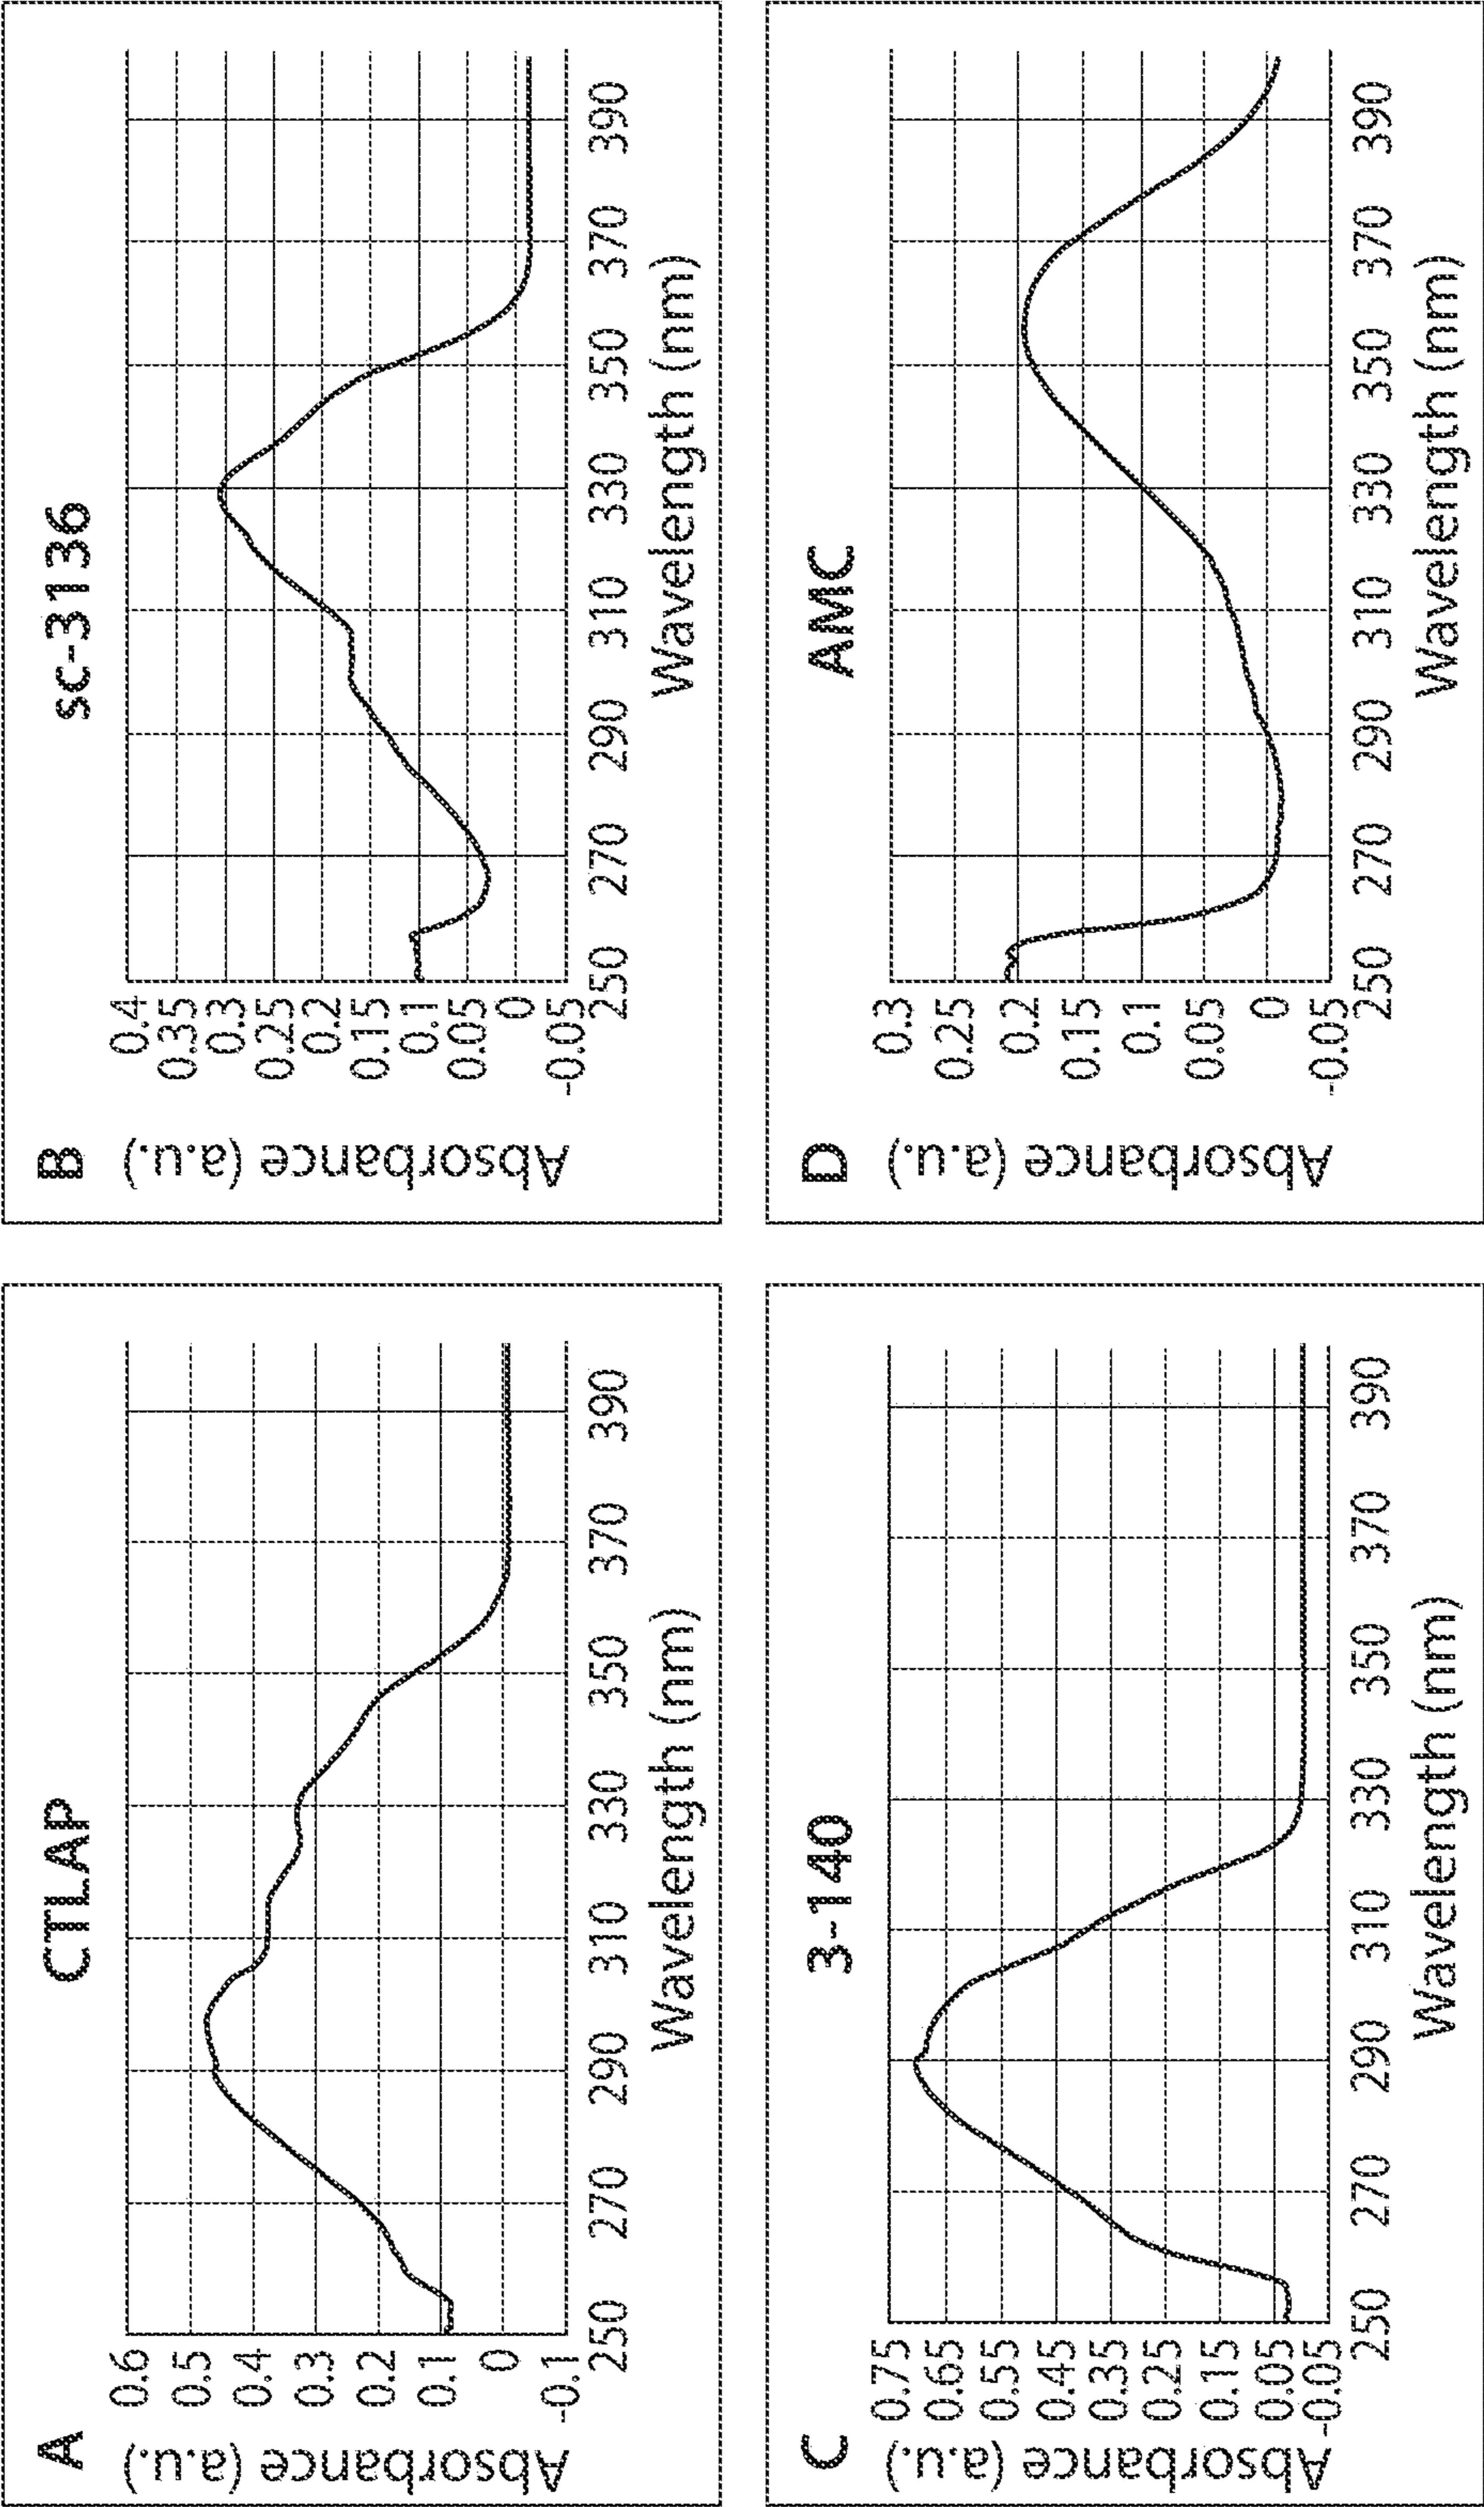 A
CTLAP
Absorbance (a.u.)
0.6
0.5
0.4
0.3
0.2
0.1
0
-0.1
250 270 290 310 330 350 370 390
Wavelength (nm)
B
sc-3136
Absorbance (a.u.)
0.4
0.35
0.3
0.25
0.2
0.15
0.1
0.05
0
-0.05
250 270 290 310 330 350 370 390
Wavelength (nm)
C
3-140
Absorbance (a.u.)
0.75
0.65
0.55
0.45
0.35
0.25
0.15
0.05
-0.05
250 270 290 310 330 350 370 390
Wavelength (nm)
D
AMC
Absorbance (a.u.)
0.3
0.25
0.2
0.15
0.1
0.05
0
-0.05
250 270 290 310 330 350 370 390
Wavelength (nm)